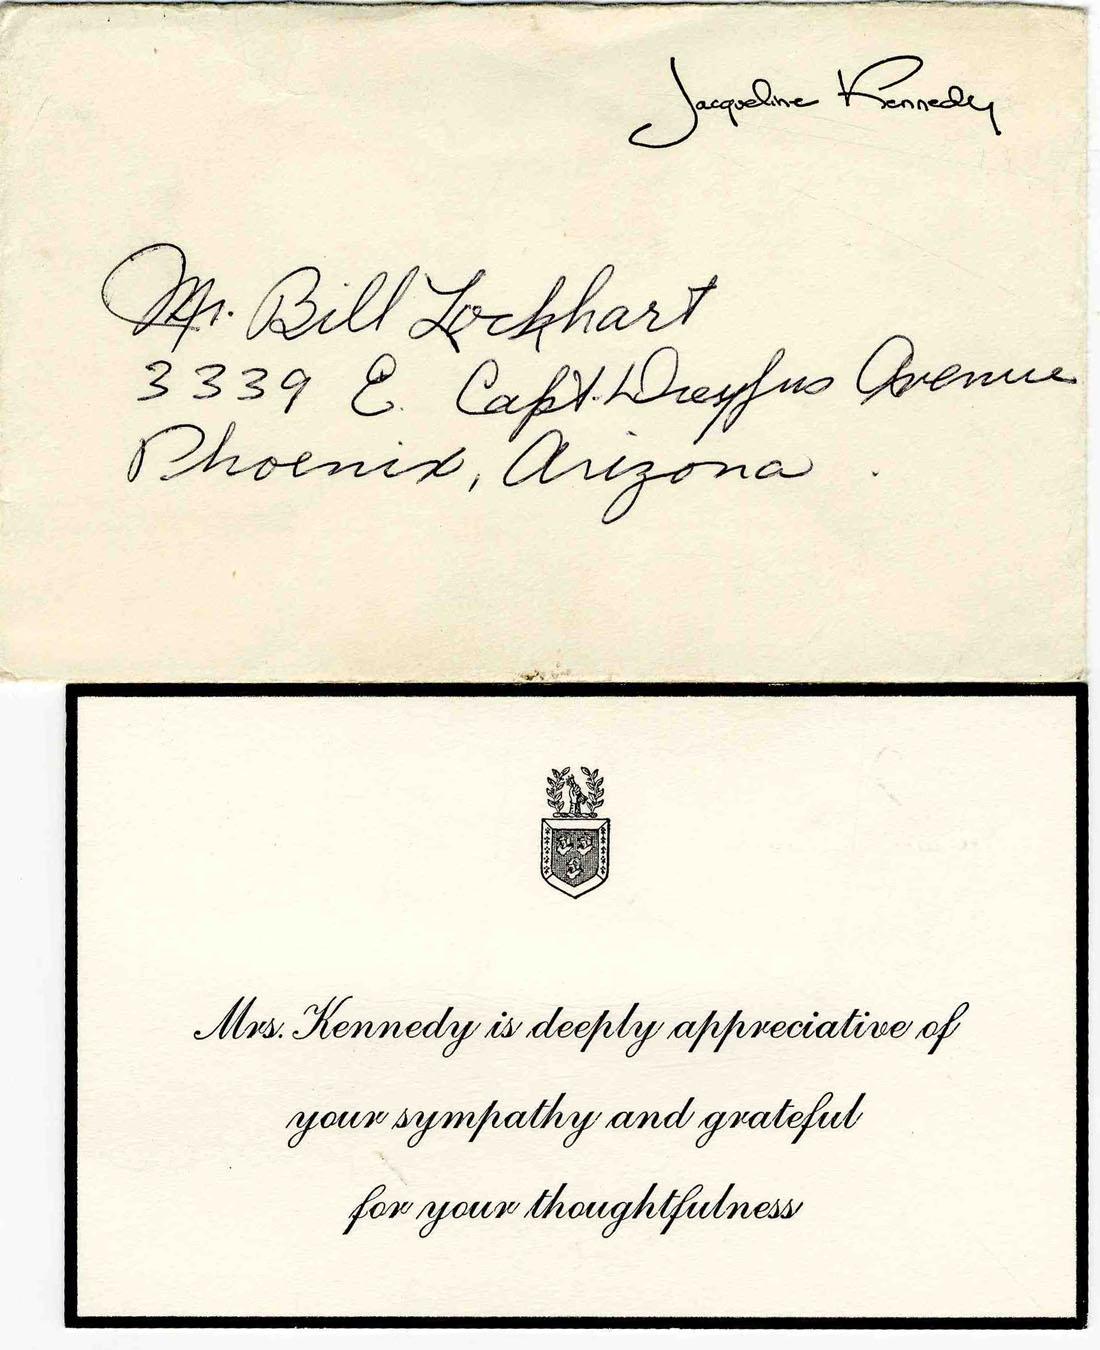 Jacqueline Kennedy
Mr. Bill Lockhart
3339 E. Capt. Dreyfus Avenue
Phoenix, Arizona
Mrs. Kennedy is deeply appreciative of
your sympathy and grateful
for your thoughtfulness